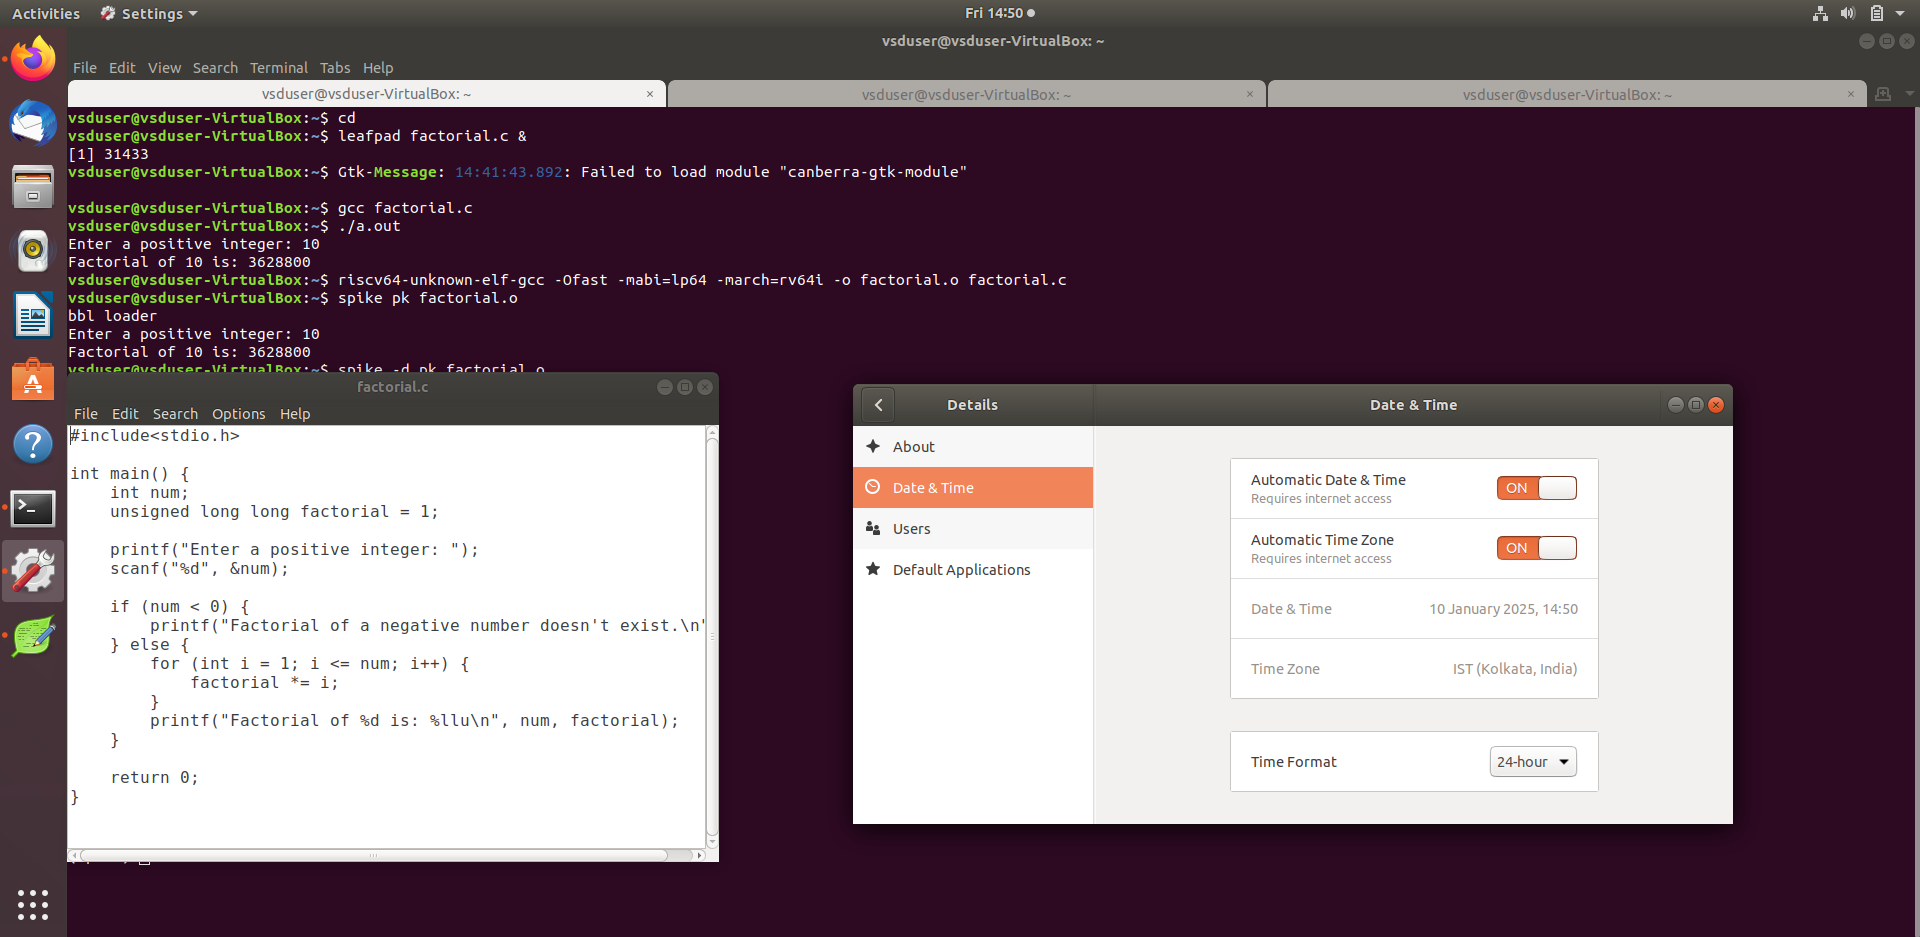 Activities
Settings
Fri 14:50
vsduser@vsduser-VirtualBox: ~
File Edit View Search Terminal Tabs Help
vsduser@vsduser-VirtualBox: ~ ×
vsduser@vsduser-VirtualBox: ~ ×
vsduser@vsduser-VirtualBox: ~ ×
vsduser@vsduser-VirtualBox:~$ cd
vsduser@vsduser-VirtualBox:~$ leafpad factorial.c &
[1] 31433
vsduser@vsduser-VirtualBox:~$ Gtk-Message: 14:41:43.892: Failed to load module "canberra-gtk-module"
vsduser@vsduser-VirtualBox:~$ gcc factorial.c
vsduser@vsduser-VirtualBox:~$ ./a.out
Enter a positive integer: 10
Factorial of 10 is: 3628800
vsduser@vsduser-VirtualBox:~$ riscv64-unknown-elf-gcc -Ofast -mabi=lp64 -march=rv64i -o factorial.o factorial.c
vsduser@vsduser-VirtualBox:~$ spike pk factorial.o
bbl loader
Enter a positive integer: 10
Factorial of 10 is: 3628800
vsduser@vsduser-VirtualBox:~$ spike -d pk factorial.o
factorial.c
File Edit Search Options Help
#include<stdio.h>
int main() {
    int num;
    unsigned long long factorial = 1;
    printf("Enter a positive integer: ");
    scanf("%d", &num);
    if (num < 0) {
        printf("Factorial of a negative number doesn't exist.\n"
    } else {
        for (int i = 1; i <= num; i++) {
            factorial *= i;
        }
        printf("Factorial of %d is: %llu\n", num, factorial);
    }
    return 0;
}
Details
Date & Time
About
Date & Time
Users
Default Applications
Automatic Date & Time
Requires internet access
ON
Automatic Time Zone
Requires internet access
ON
Date & Time 10 January 2025, 14:50
Time Zone IST (Kolkata, India)
Time Format 24-hour